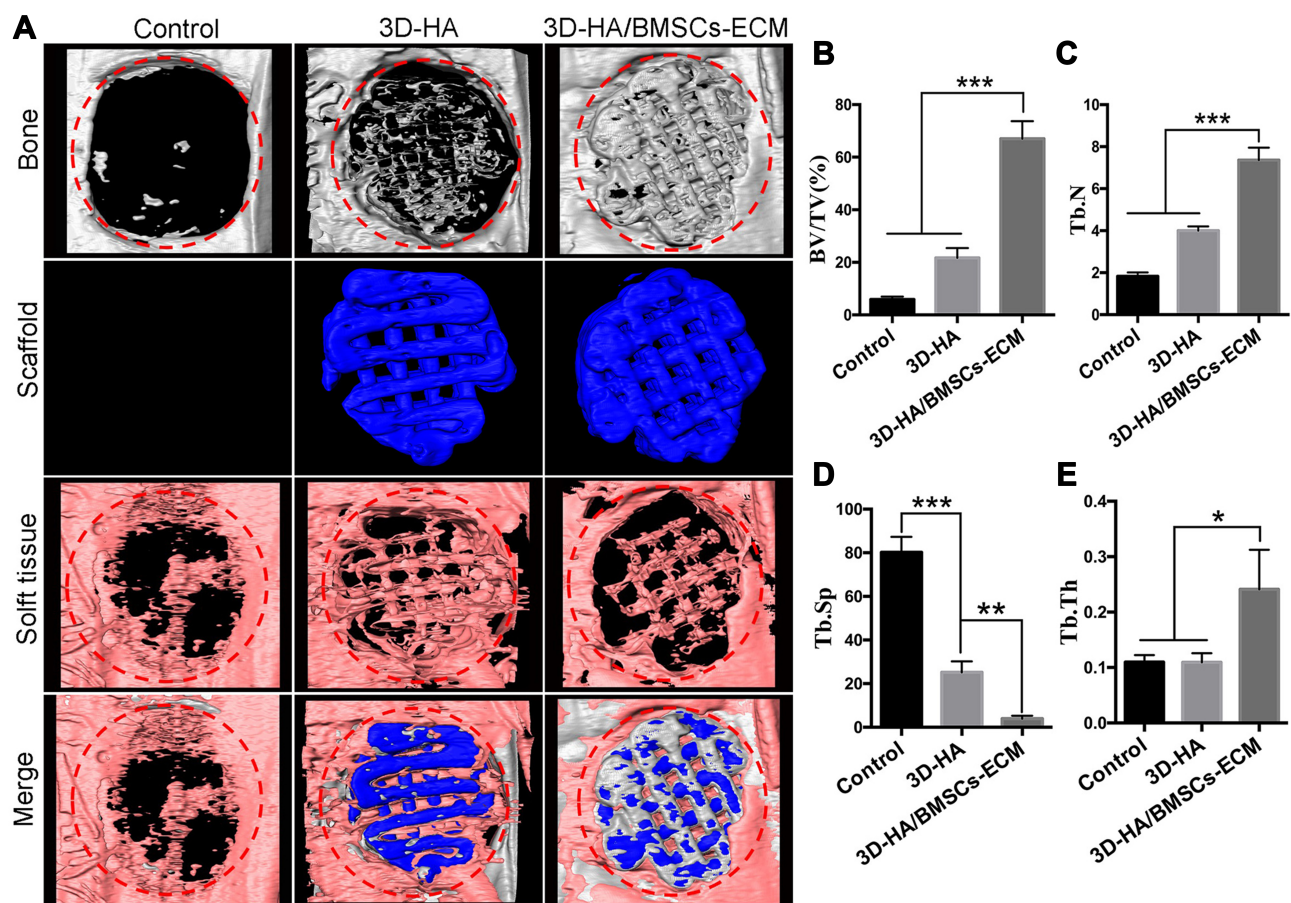 A
Control
3D-HA
3D-HA/BMSCs-ECM
Bone
Scaffold
Solft tissue
Merge
B
BV/TV(%)
80
60
40
20
0
***
Control
3D-HA
3D-HA/BMSCs-ECM
C
Tb.N
10
8
6
4
2
0
***
Control
3D-HA
3D-HA/BMSCs-ECM
D
Tb.Sp
100
80
60
40
20
0
***
**
Control
3D-HA
3D-HA/BMSCs-ECM
E
Tb.Th
0.4
0.3
0.2
0.1
0.0
*
Control
3D-HA
3D-HA/BMSCs-ECM